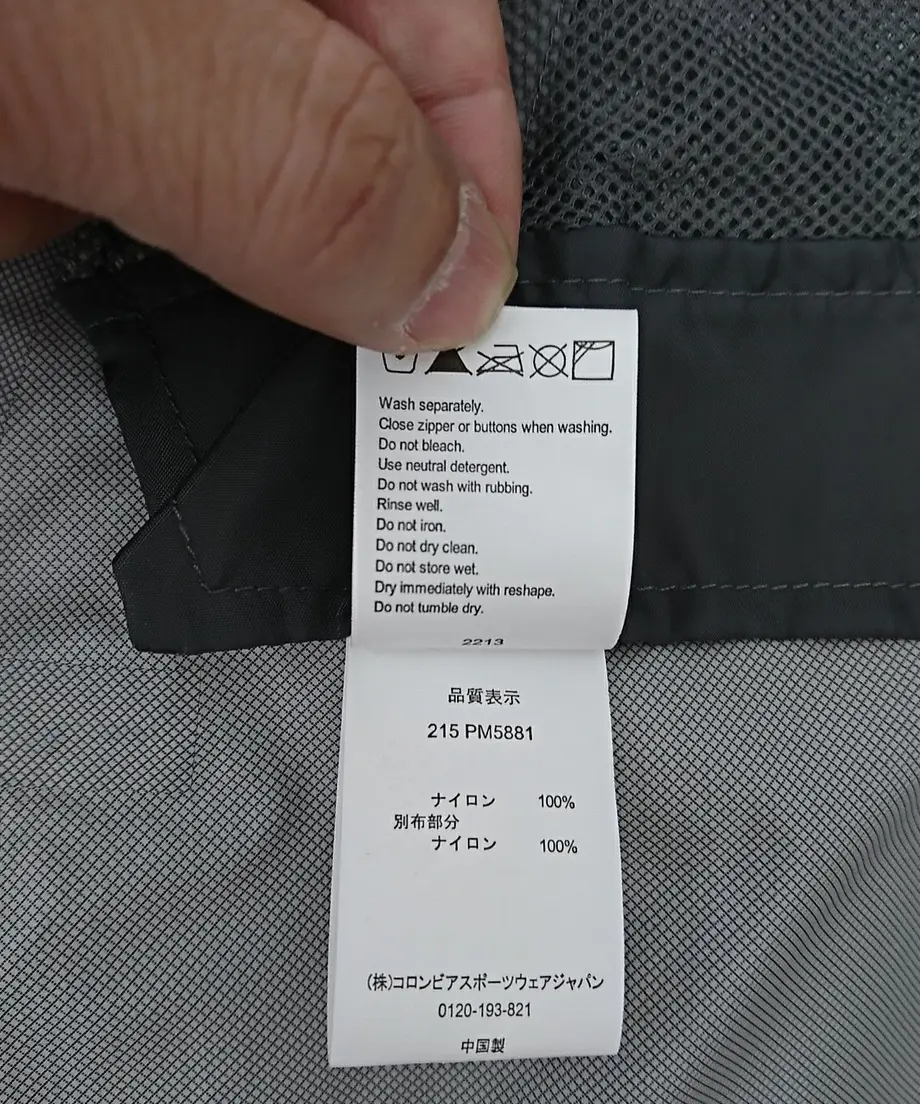 Wash separately.
Close zipper or buttons when washing.
Do not bleach.
Use neutral detergent.
Do not wash with rubbing.
Rinse well.
Do not iron.
Do not dry clean.
Do not store wet.
Dry immediately with reshape.
Do not tumble dry.
2213
品質表示
215 PM5881
ナイロン 100%
別布部分
ナイロン 100%
(株)コロンビアスポーツウェアジャパン
0120-193-821
中国製